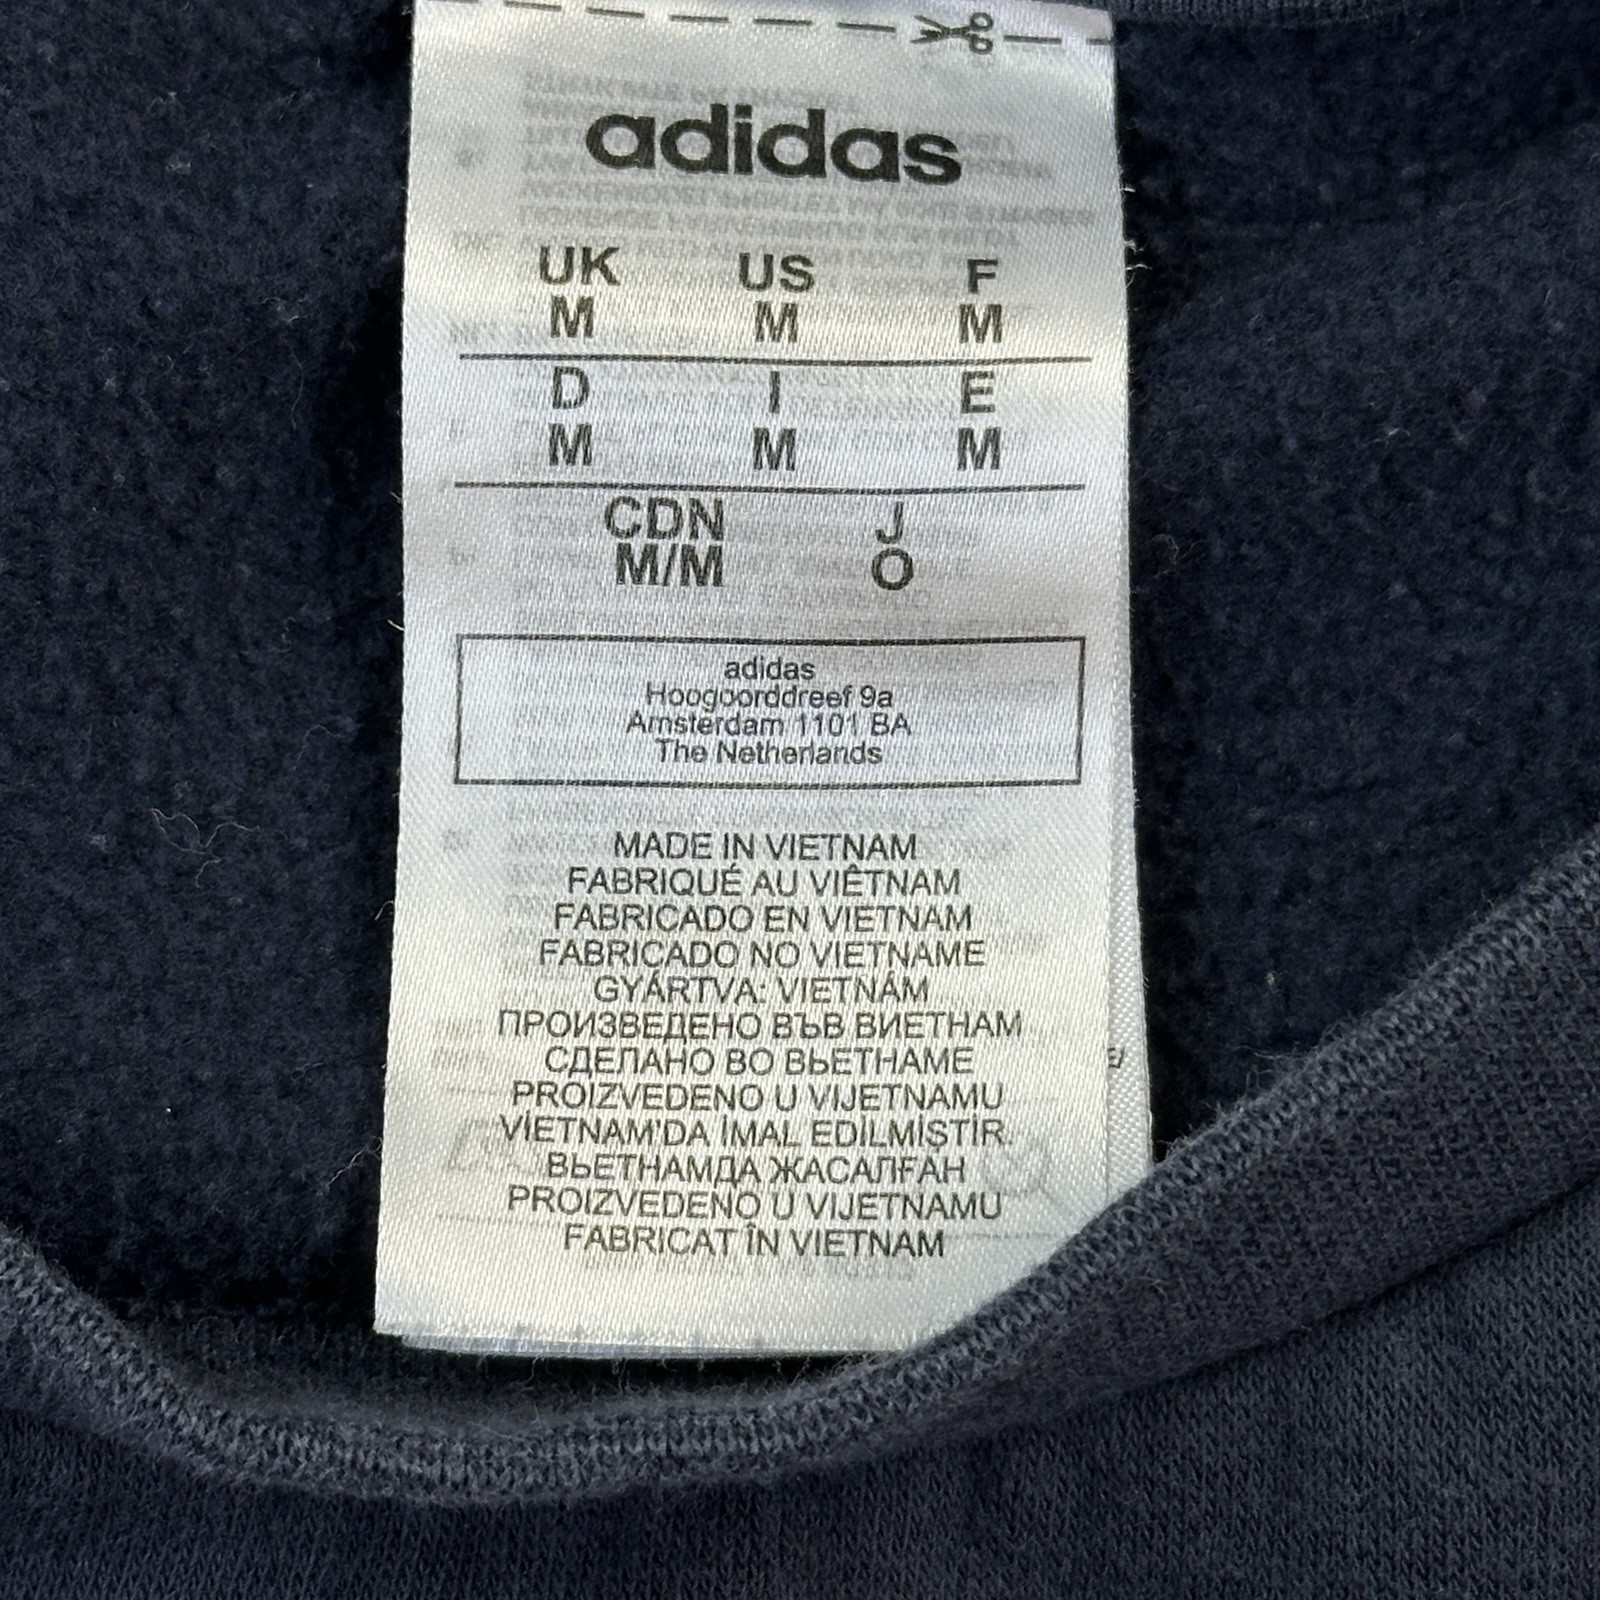 adidas
UK US F
M M M
D I E
M M M
CDN J
M/M O
adidas
Hoogoorddreef 9a
Amsterdam 1101 BA
The Netherlands
MADE IN VIETNAM
FABRIQUÉ AU VIÊTNAM
FABRICADO EN VIETNAM
FABRICADO NO VIETNAME
GYÁRTVA: VIETNÁM
ПРОИЗВЕДЕНО ВЪВ ВИЕТНАМ
СДЕЛАНО ВО ВЬЕТНАМЕ
PROIZVEDENO U VIJETNAMU
VİETNAM'DA İMAL EDİLMİŞTİR.
ВЬЕТНАМДА ЖАСАЛҒАН
PROIZVEDENO U VIJETNAMU
FABRICAT ÎN VIETNAM